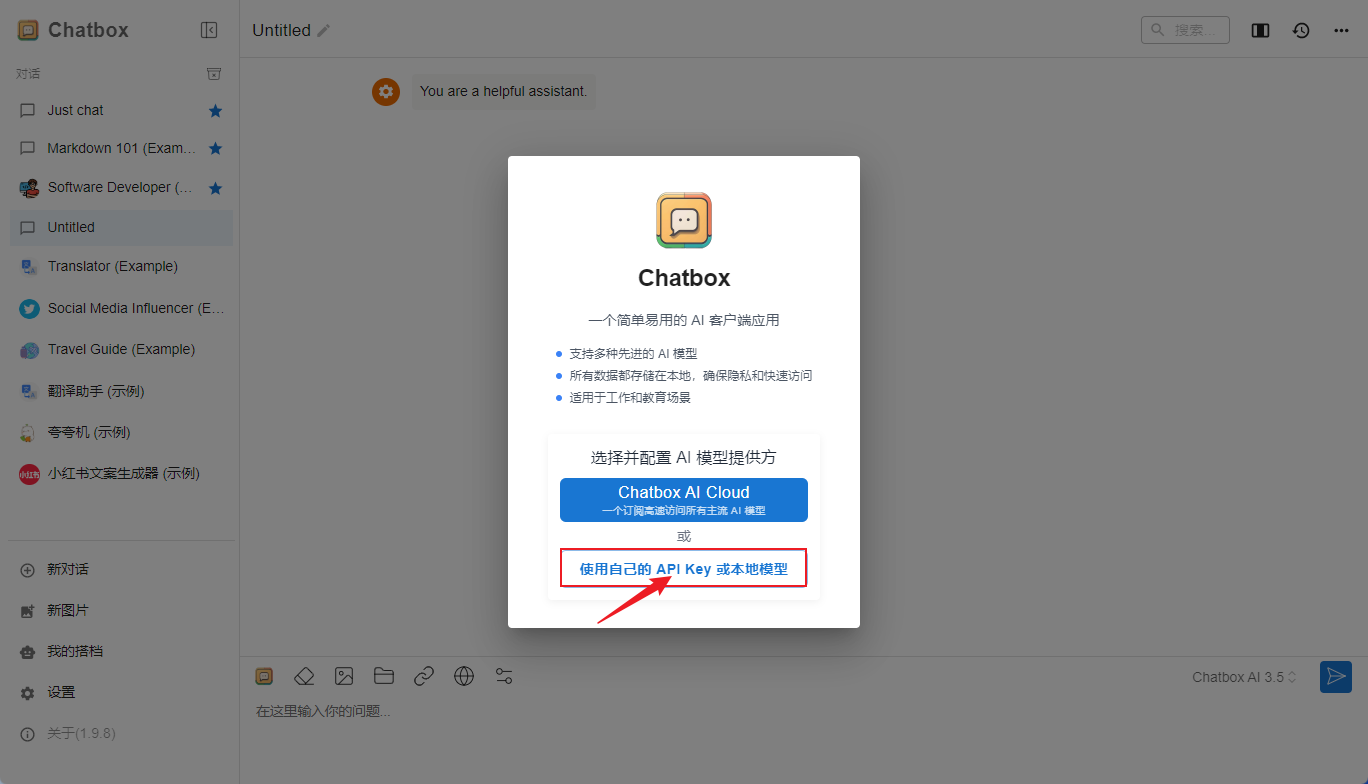 Chatbox
对话
Just chat
Markdown 101 (Exam...
Software Developer (...
Untitled
Translator (Example)
Social Media Influencer (E...
Travel Guide (Example)
翻译助手 (示例)
夸夸机 (示例)
小红书
小红书文案生成器 (示例)
新对话
新图片
我的搭档
设置
关于(1.9.8)
Untitled
搜索...
You are a helpful assistant.
Chatbox
一个简单易用的 AI 客户端应用
支持多种先进的 AI 模型
所有数据都存储在本地，确保隐私和快速访问
适用于工作和教育场景
选择并配置 AI 模型提供方
Chatbox AI Cloud
一个订阅高速访问所有主流 AI 模型
或
使用自己的 API Key 或本地模型
Chatbox AI 3.5
在这里输入你的问题...